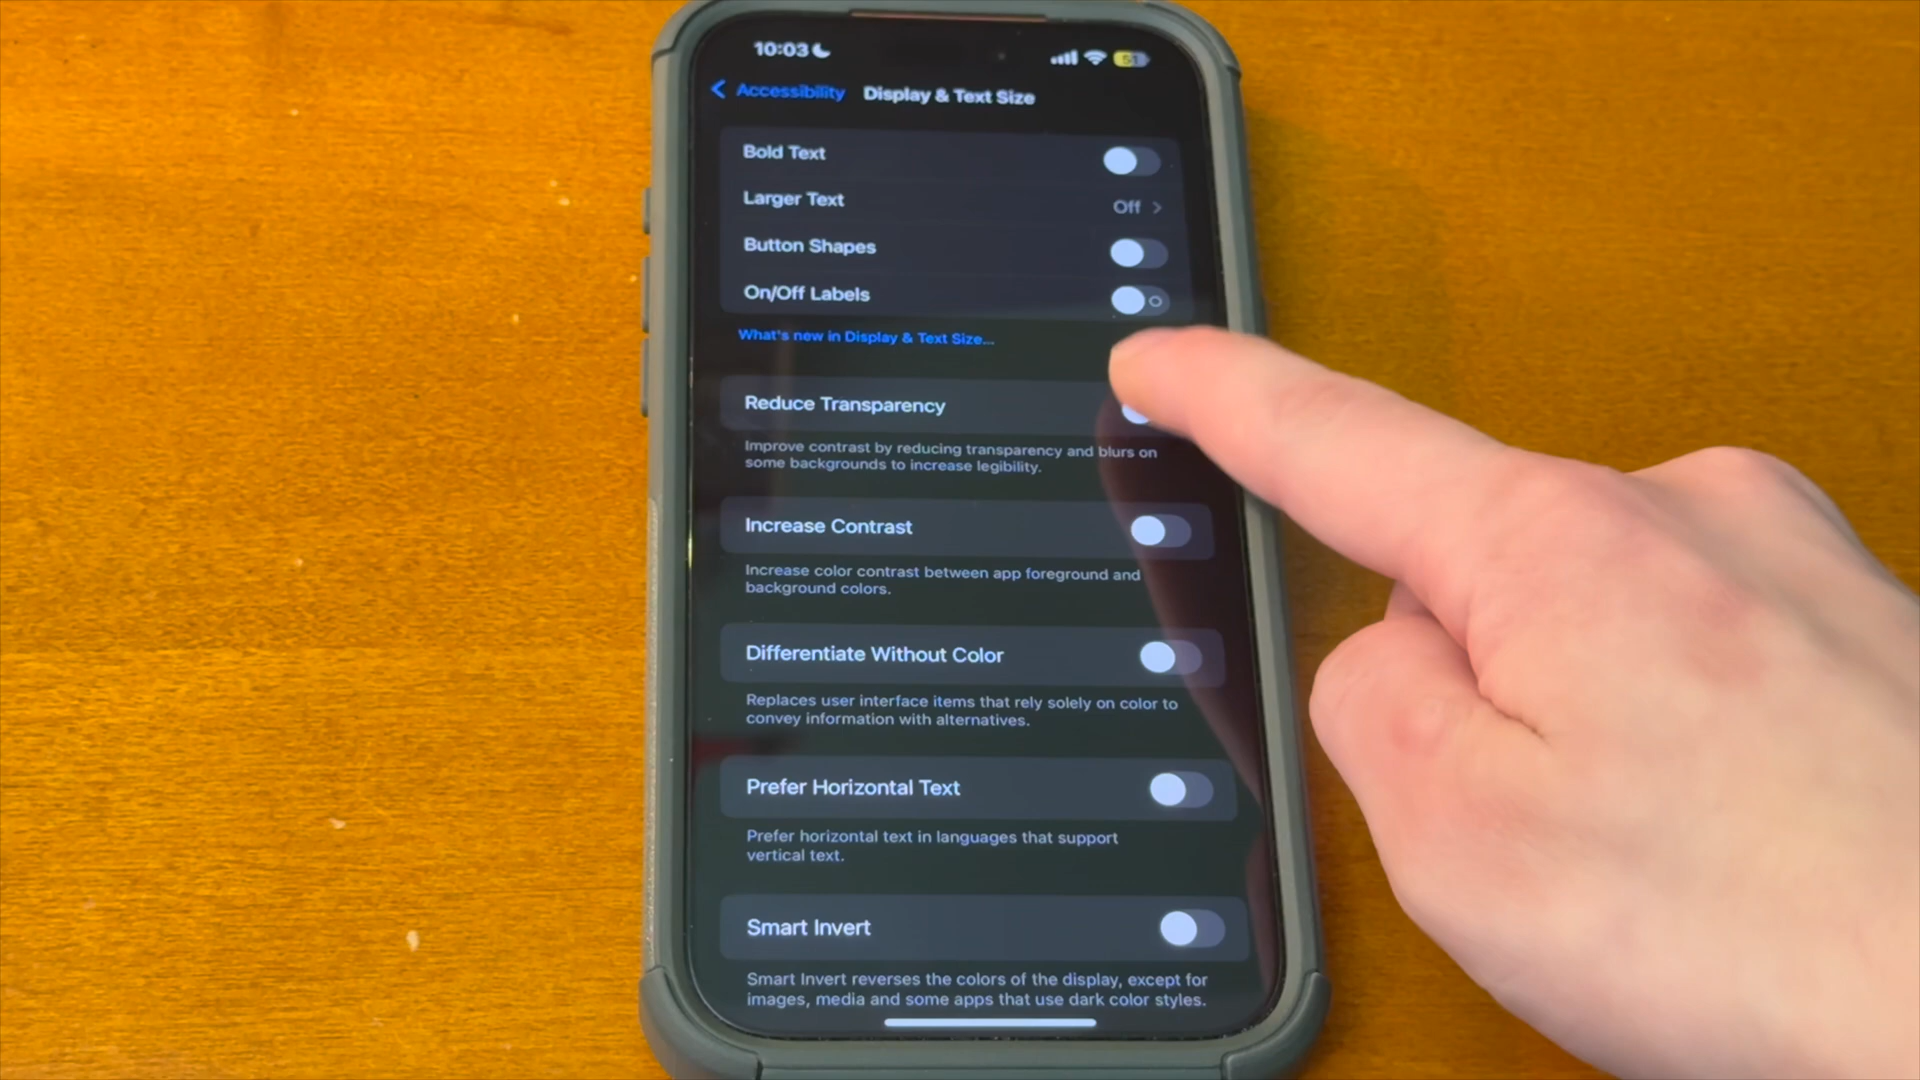 10:03
51
Accessibility Display & Text Size
Bold Text
Larger Text Off
Button Shapes
On/Off Labels
What's new in Display & Text Size...
Reduce Transparency
Improve contrast by reducing transparency and blurs on
some backgrounds to increase legibility.
Increase Contrast
Increase color contrast between app foreground and
background colors.
Differentiate Without Color
Replaces user interface items that rely solely on color to
convey information with alternatives.
Prefer Horizontal Text
Prefer horizontal text in languages that support
vertical text.
Smart Invert
Smart Invert reverses the colors of the display, except for
images, media and some apps that use dark color styles.